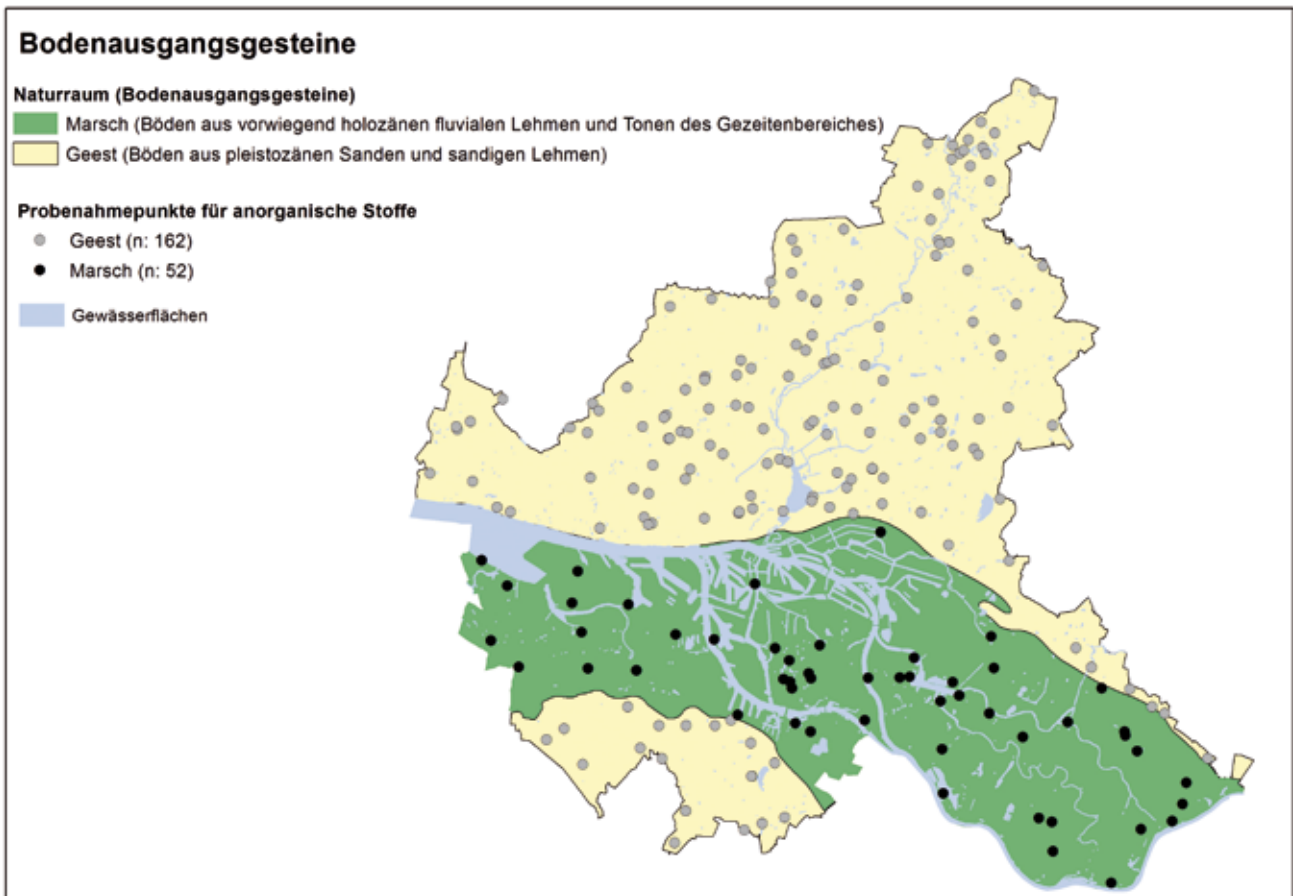 Bodenausgangsgesteine
Naturraum (Bodenausgangsgesteine)
Marsch (Böden aus vorwiegend holozänen fluvialen Lehmen und Tonen des Gezeitenbereiches)
Geest (Böden aus pleistozänen Sanden und sandigen Lehmen)
Probenahmepunkte für anorganische Stoffe
Geest (n: 162)
Marsch (n: 52)
Gewässerflächen